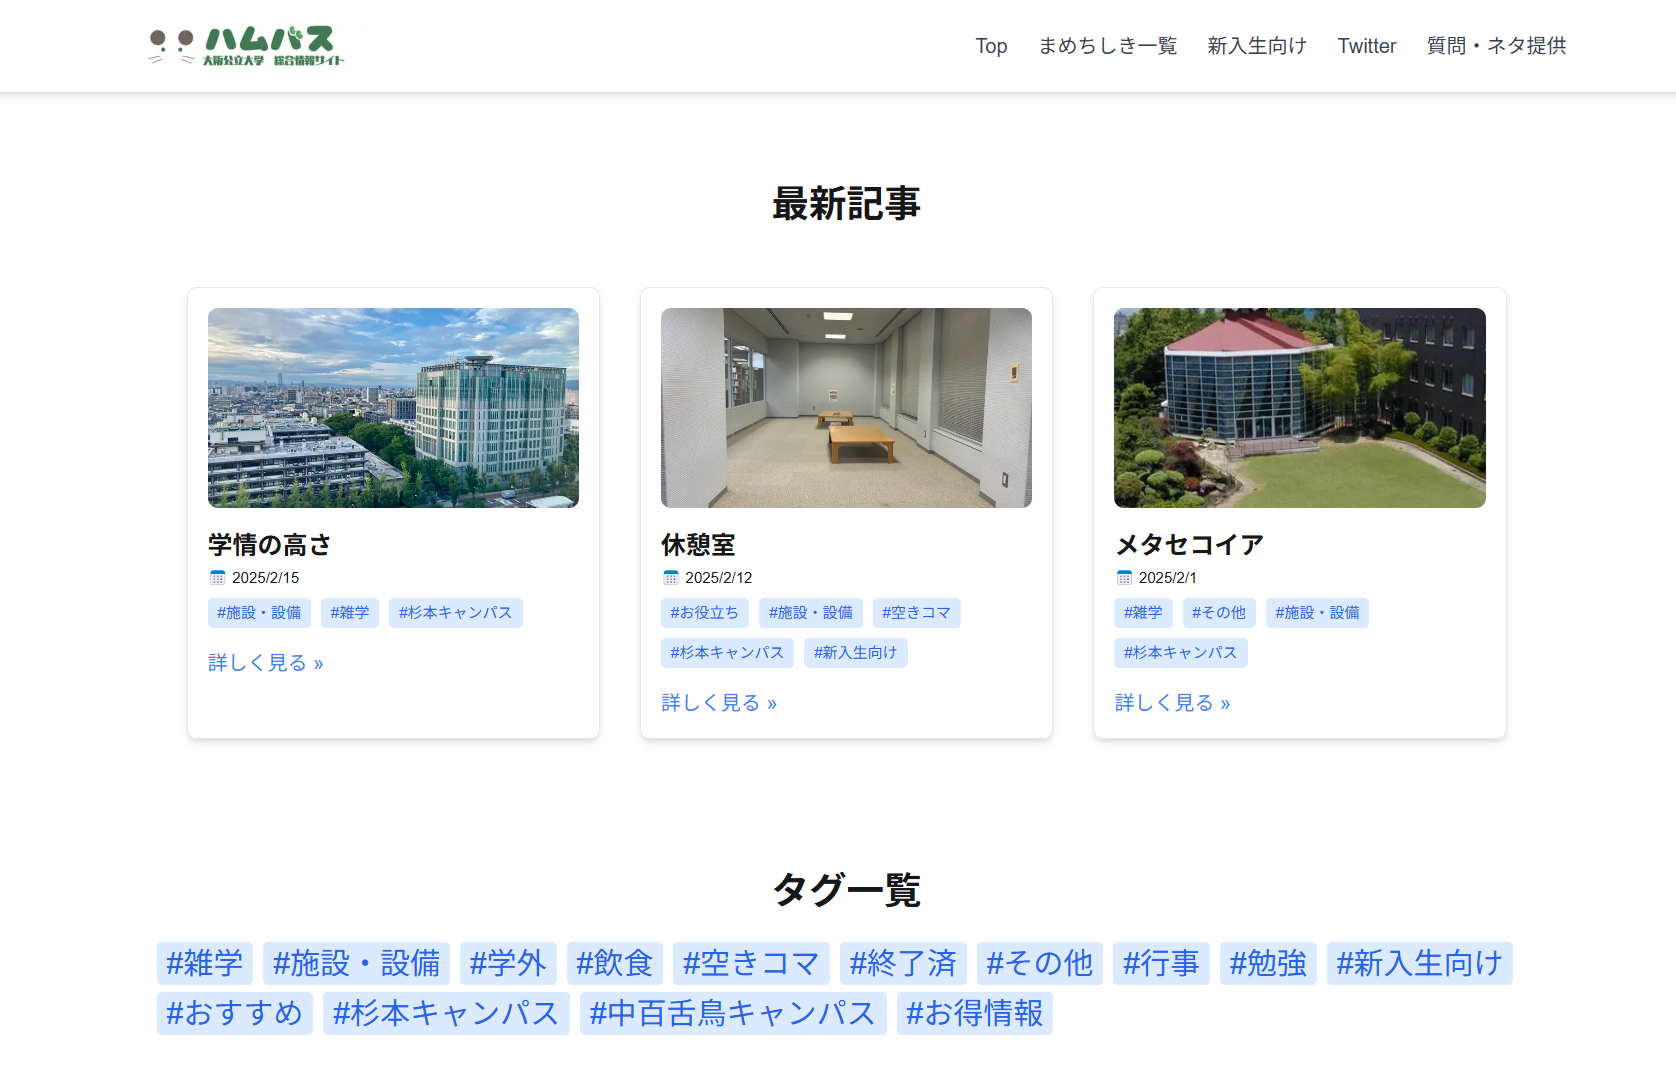 ハムパス
大阪公立大学 総合情報サイト
Top まめちしき一覧 新入生向け Twitter 質問・ネタ提供
最新記事
学情の高さ
2025/2/15
#施設・設備 #雑学 #杉本キャンパス
詳しく見る »
休憩室
2025/2/12
#お役立ち #施設・設備 #空きコマ
#杉本キャンパス #新入生向け
詳しく見る »
メタセコイア
2025/2/1
#雑学 #その他 #施設・設備
#杉本キャンパス
詳しく見る »
タグ一覧
#雑学 #施設・設備 #学外 #飲食 #空きコマ #終了済 #その他 #行事 #勉強 #新入生向け
#おすすめ #杉本キャンパス #中百舌鳥キャンパス #お得情報